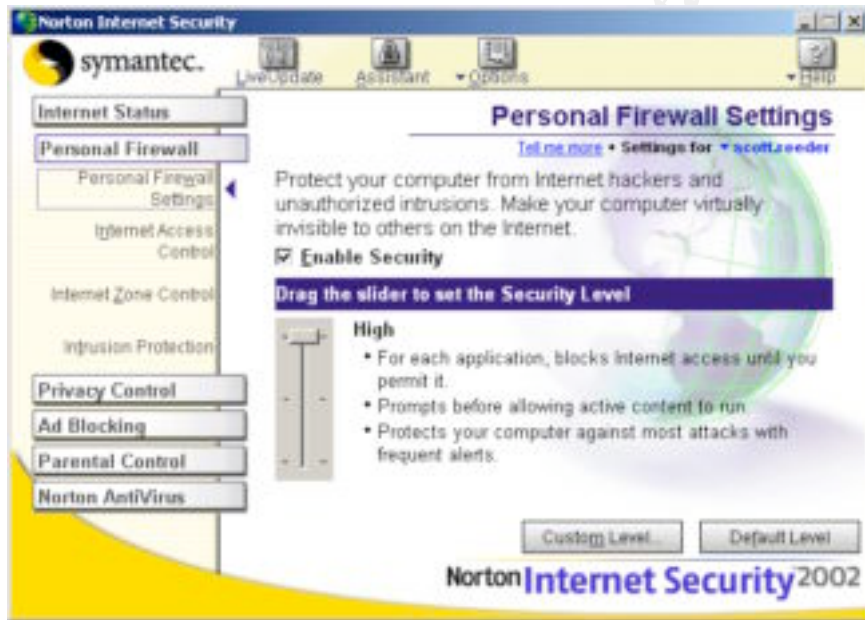 Norton Internet Security
symantec.
LiveUpdate
Assistant
Options
Help
Internet Status
Personal Firewall
Personal Firewall
Settings
Internet Access
Control
Internet Zone Control
Intrusion Protection
Privacy Control
Ad Blocking
Parental Control
Norton AntiVirus
Personal Firewall Settings
Tell me more • Settings for scott.reeder
Protect your computer from Internet hackers and
unauthorized intrusions. Make your computer virtually
invisible to others on the Internet.
Enable Security
Drag the slider to set the Security Level
High
• For each application, blocks Internet access until you
permit it.
• Prompts before allowing active content to run
• Protects your computer against most attacks with
frequent alerts.
Custom Level...
Default Level
Norton Internet Security 2002